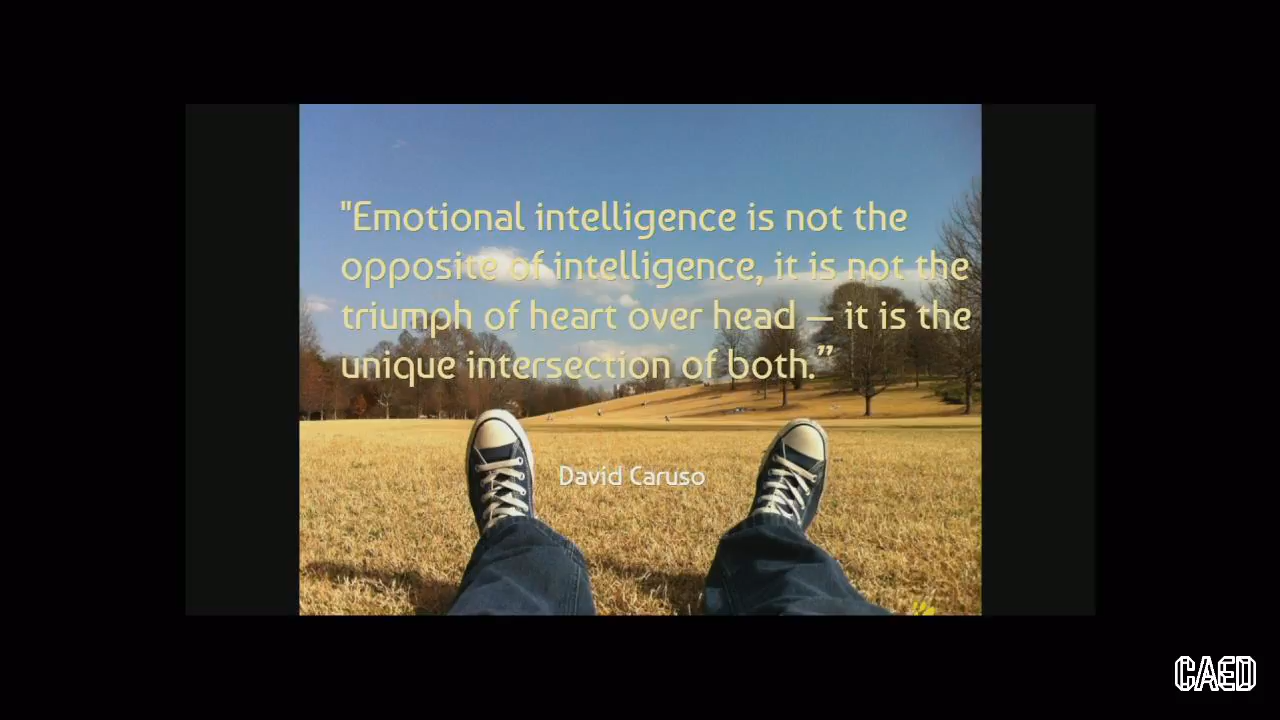 "Emotional intelligence is not the
opposite of intelligence, it is not the
triumph of heart over head – it is the
unique intersection of both.”
David Caruso
CAED